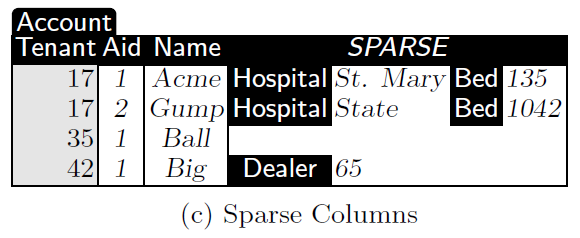 Account
Tenant Aid Name SPARSE
17 1 Acme Hospital St. Mary Bed 135
17 2 Gump Hospital State Bed 1042
35 1 Ball
42 1 Big Dealer 65
(c) Sparse Columns